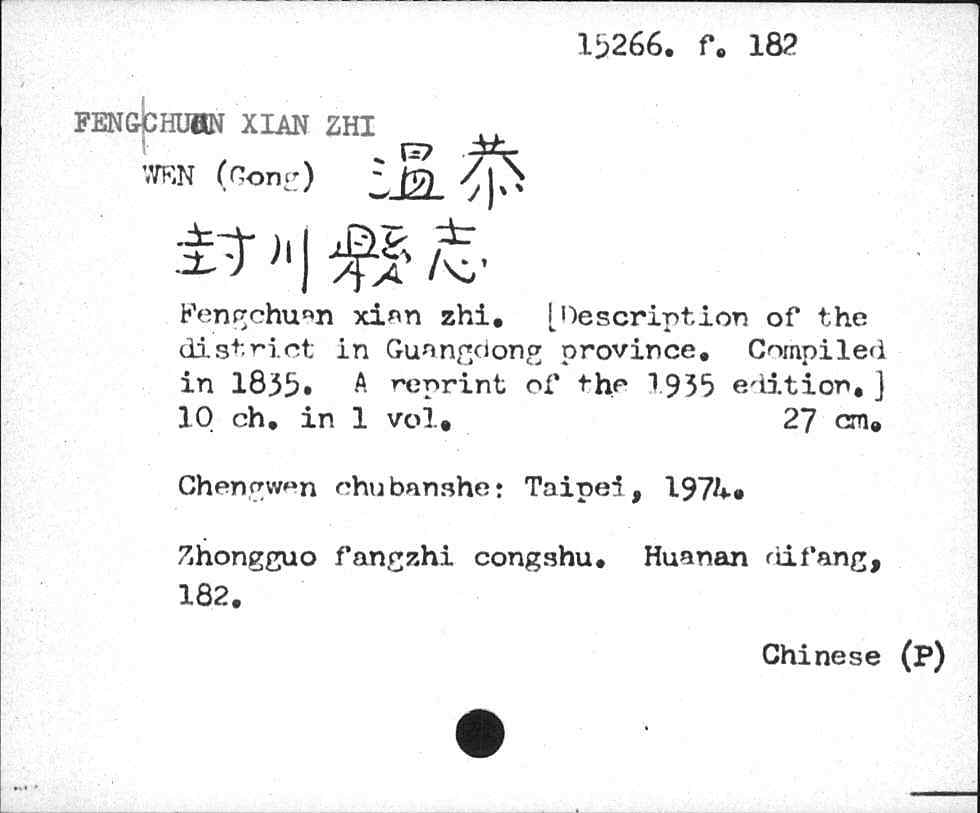 15266. f. 182
FENGCHUAN XIAN ZHI
WEN (Gong) 温恭
封川縣志
Fengchuan xian zhi. [Description of the
district in Guangdong province. Compiled
in 1835. A reprint of the 1935 edition.]
10 ch. in 1 vol. 27 cm.
Chengwen chubanshe: Taipei, 1974.
Zhongguo fangzhi congshu. Huanan difang,
182.
Chinese (P)